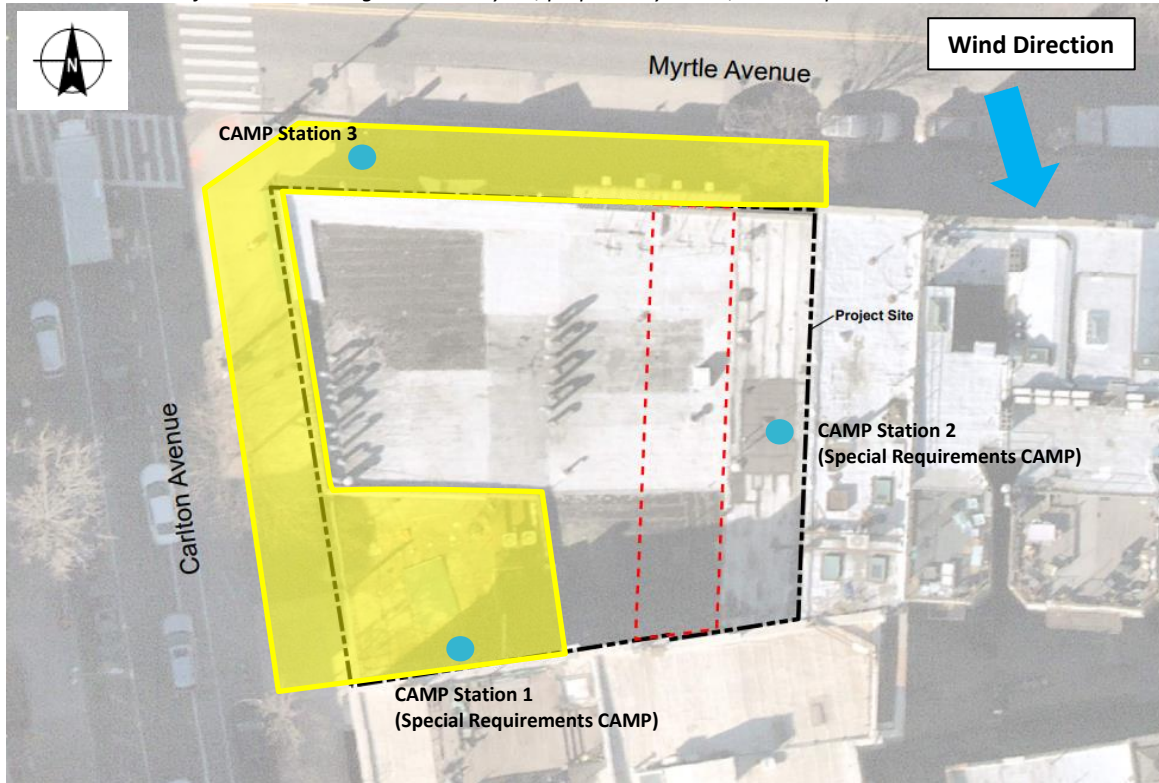 N
Wind Direction
Myrtle Avenue
CAMP Station 3
Project Site
CAMP Station 2
(Special Requirements CAMP)
Carlton Avenue
CAMP Station 1
(Special Requirements CAMP)